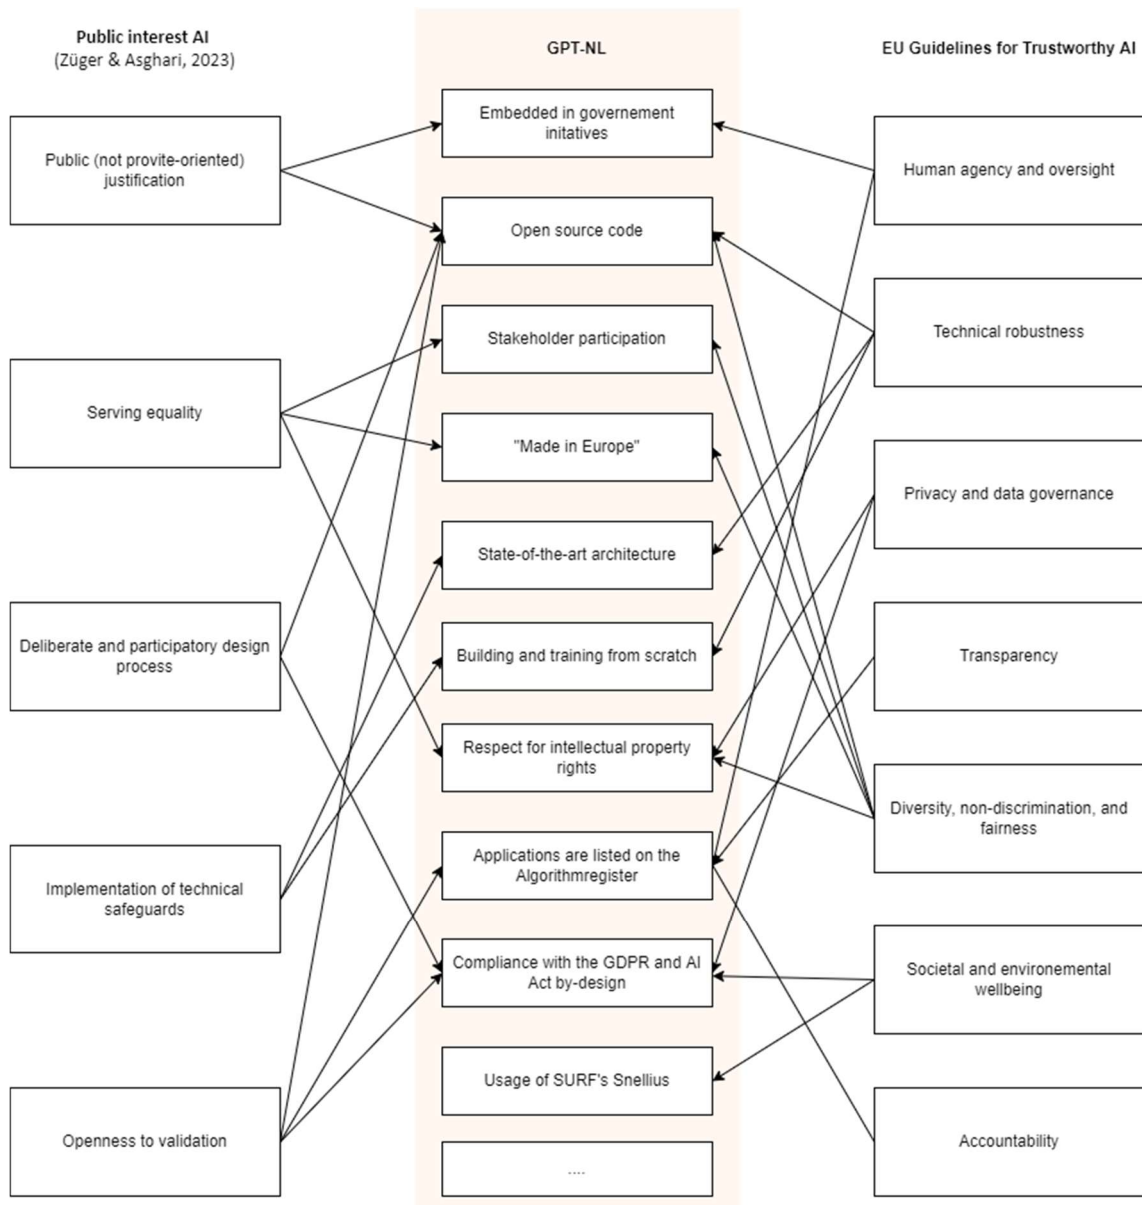 Public interest AI
(Züger & Asghari, 2023)
Public (not provite-oriented)
justification
Serving equality
Deliberate and participatory design
process
Implementation of technical
safeguards
Openness to validation
GPT-NL
Embedded in governement
initatives
Open source code
Stakeholder participation
"Made in Europe"
State-of-the-art architecture
Building and training from scratch
Respect for intellectual property
rights
Applications are listed on the
Algorithmregister
Compliance with the GDPR and AI
Act by-design
Usage of SURF's Snellius
....
EU Guidelines for Trustworthy AI
Human agency and oversight
Technical robustness
Privacy and data governance
Transparency
Diversity, non-discrimination, and
fairness
Societal and environemental
wellbeing
Accountability